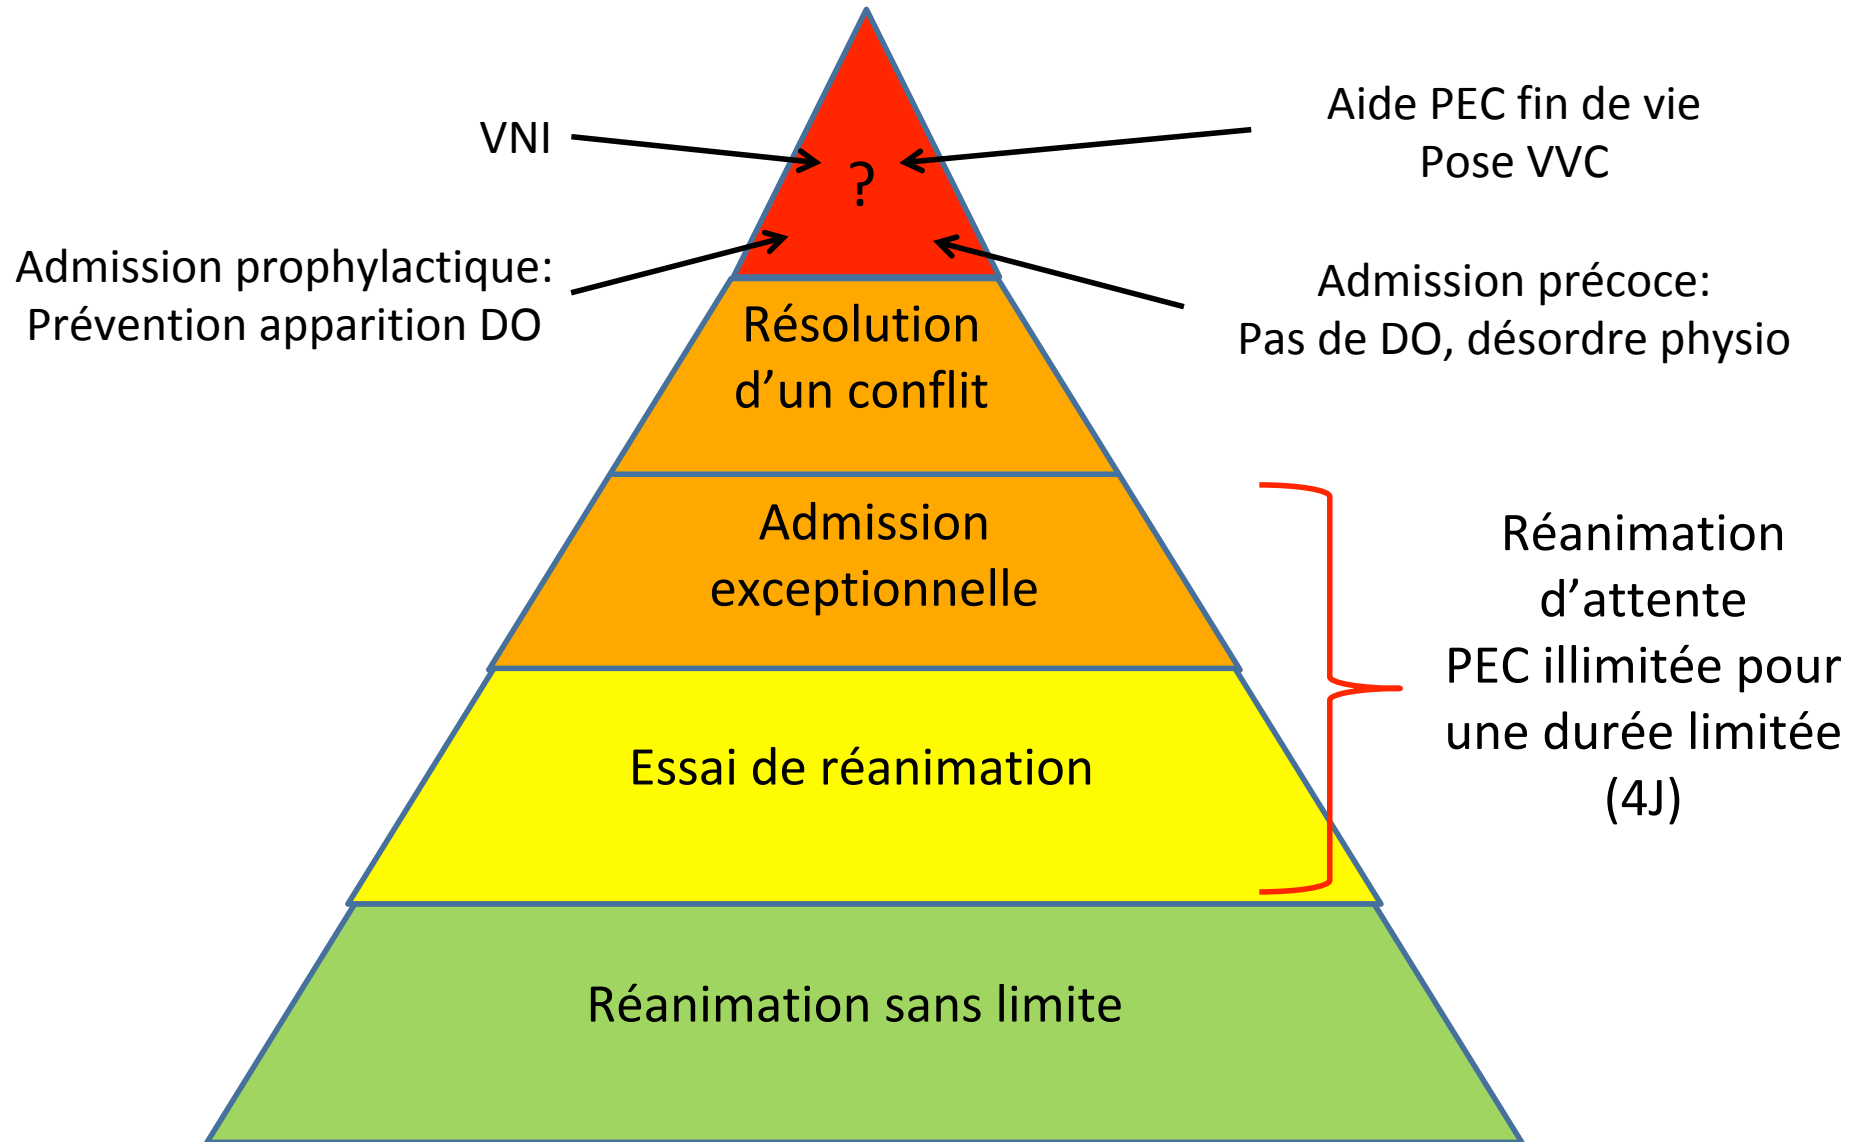 VNI
Aide PEC fin de vie
Pose VVC
?
Admission prophylactique:
Prévention apparition DO
Admission précoce:
Pas de DO, désordre physio
Résolution
d’un conflit
Admission
exceptionnelle
Réanimation
d’attente
PEC illimitée pour
une durée limitée
(4J)
Essai de réanimation
Réanimation sans limite